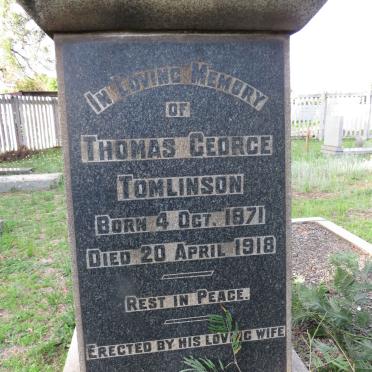 IN LOVING MEMORY
OF
THOMAS GEORGE
TOMLINSON
BORN 4 OCT. 1871
DIED 20 APRIL 1918
REST IN PEACE.
ERECTED BY HIS LOVING WIFE